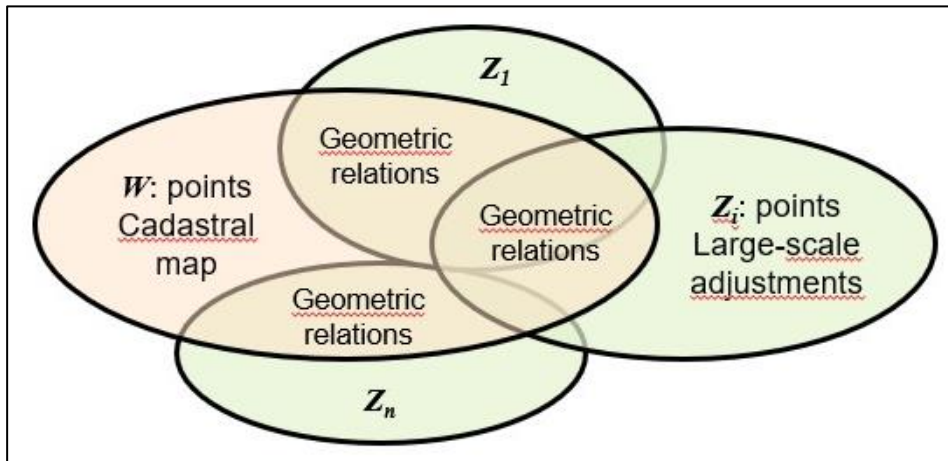 Z1
Geometric
relations
W: points
Cadastral
map
Geometric
relations
Zi: points
Large-scale
adjustments
Geometric
relations
Zn